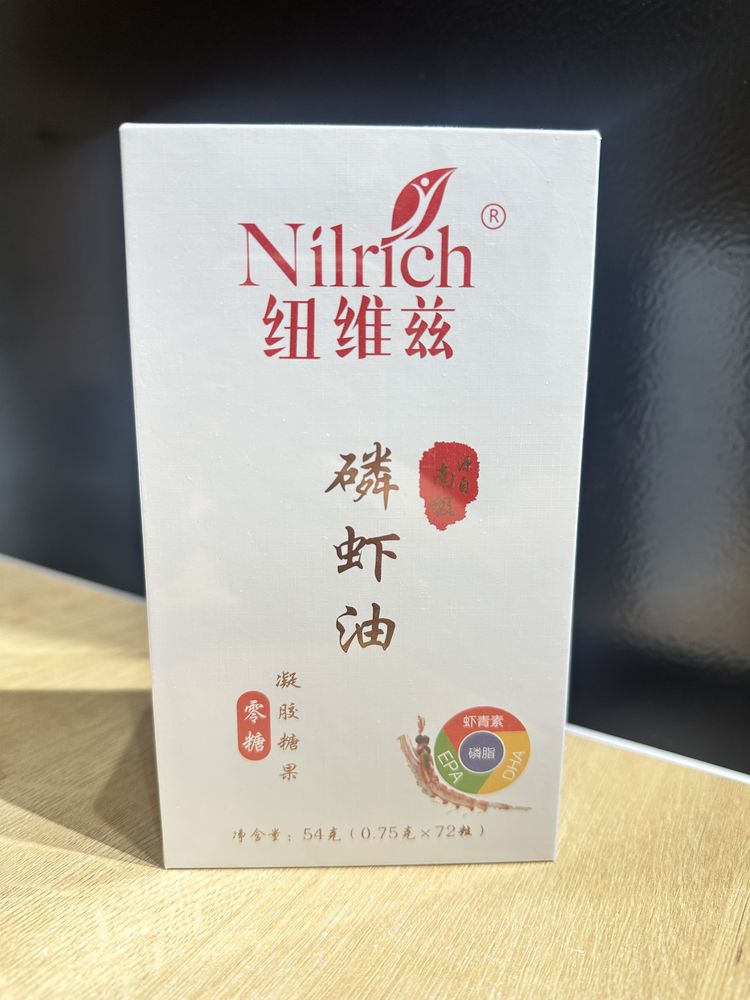 Nilrich®
纽维兹
磷虾油
源自
南极
凝胶糖果
零糖
虾青素
磷脂
EPA
DHA
净含量：54克（0.75克×72粒）